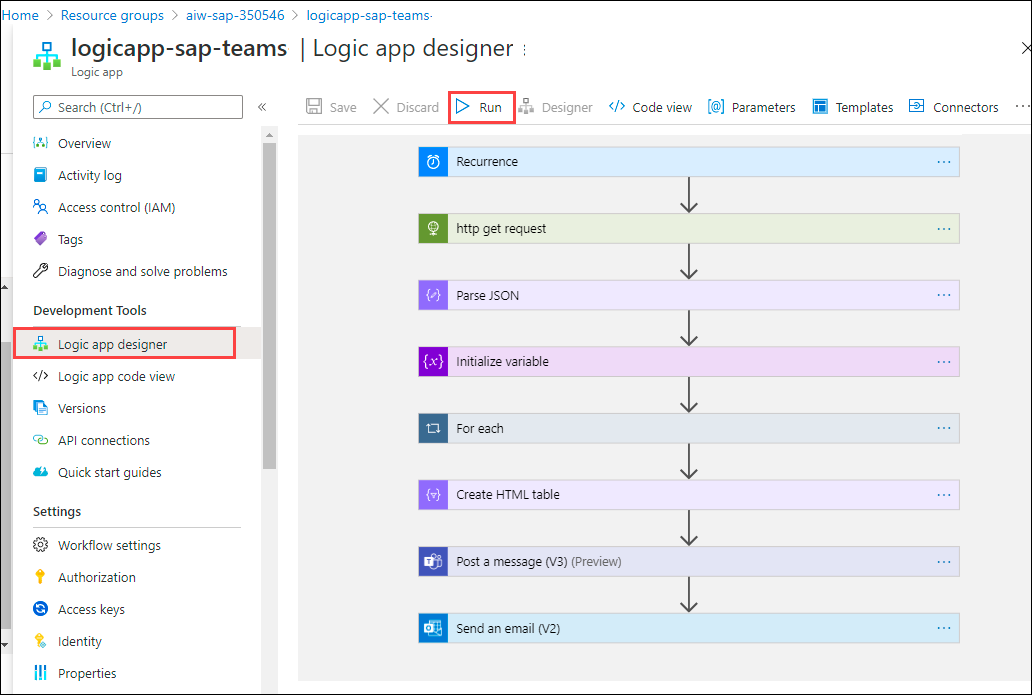 Home > Resource groups > aiw-sap-350546 > logicapp-sap-teams
logicapp-sap-teams | Logic app designer
Logic app
Search (Ctrl+/)
«
Save
Discard
Run
Designer
Code view
Parameters
Templates
Connectors
Overview
Activity log
Access control (IAM)
Tags
Diagnose and solve problems
Development Tools
Logic app designer
Logic app code view
Versions
API connections
Quick start guides
Settings
Workflow settings
Authorization
Access keys
Identity
Properties
Recurrence
http get request
Parse JSON
Initialize variable
For each
Create HTML table
Post a message (V3) (Preview)
Send an email (V2)